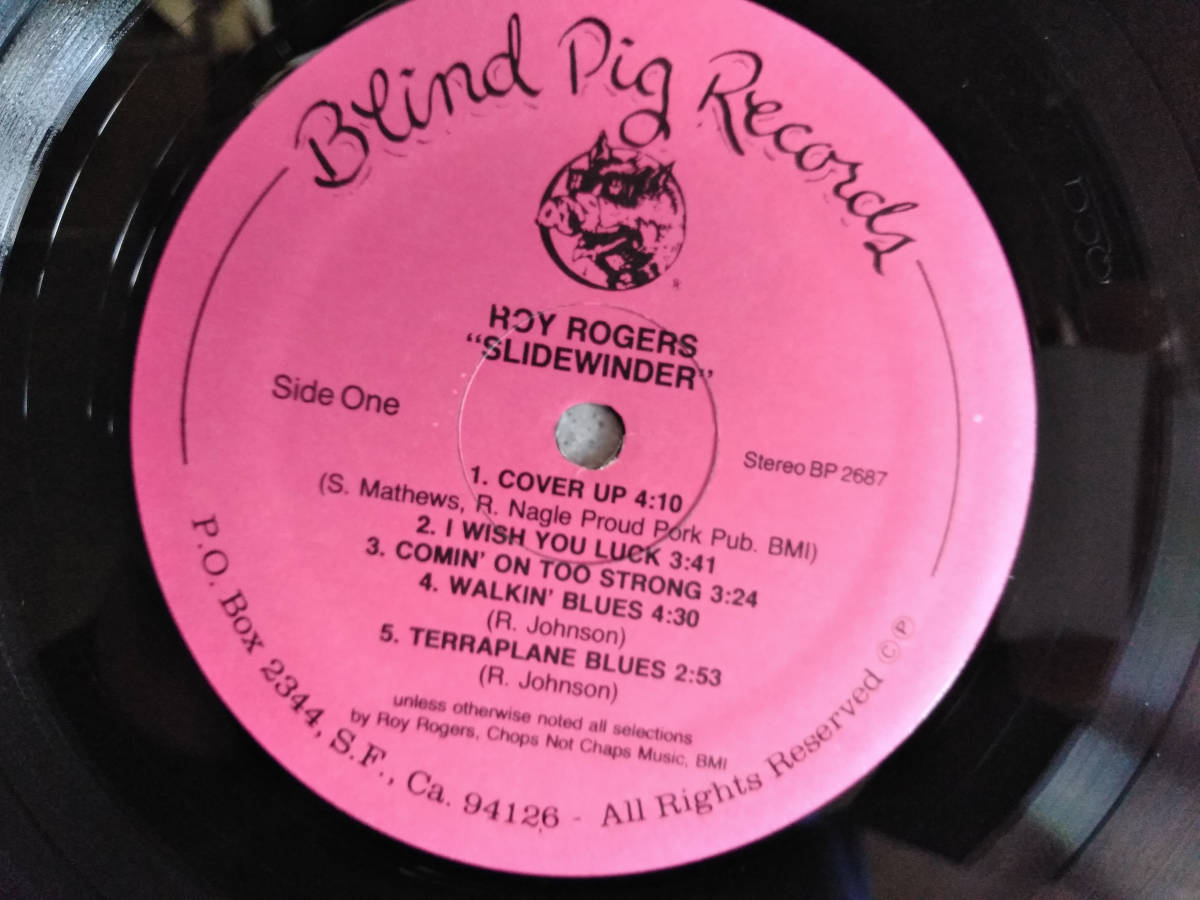 Blind Pig Records
®
ROY ROGERS
“SLIDEWINDER”
Side One
Stereo BP 2687
1. COVER UP 4:10
(S. Mathews, R. Nagle Proud Pork Pub. BMI)
2. I WISH YOU LUCK 3:41
3. COMIN’ ON TOO STRONG 3:24
4. WALKIN’ BLUES 4:30
(R. Johnson)
5. TERRAPLANE BLUES 2:53
(R. Johnson)
unless otherwise noted all selections
by Roy Rogers, Chops Not Chaps Music, BMI
P.O. Box 2344, S.F., Ca. 94126 - All Rights Reserved ©℗